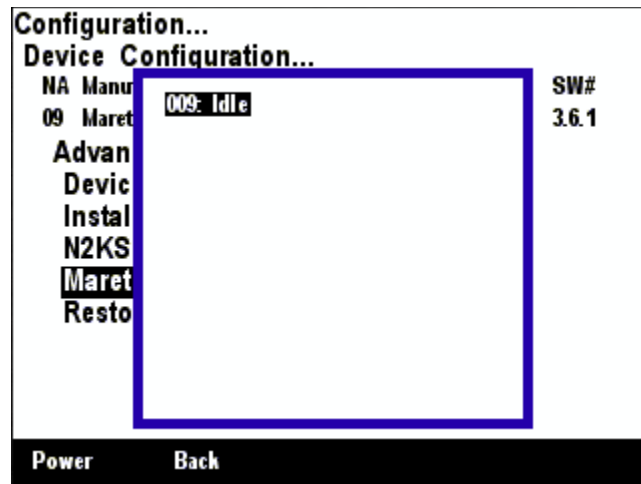 Configuration...
Device Configuration...
NA Manu SW#
009: Idle
09 Maret 3.6.1
Advan
Devic
Instal
N2KS
Maret
Resto
Power Back